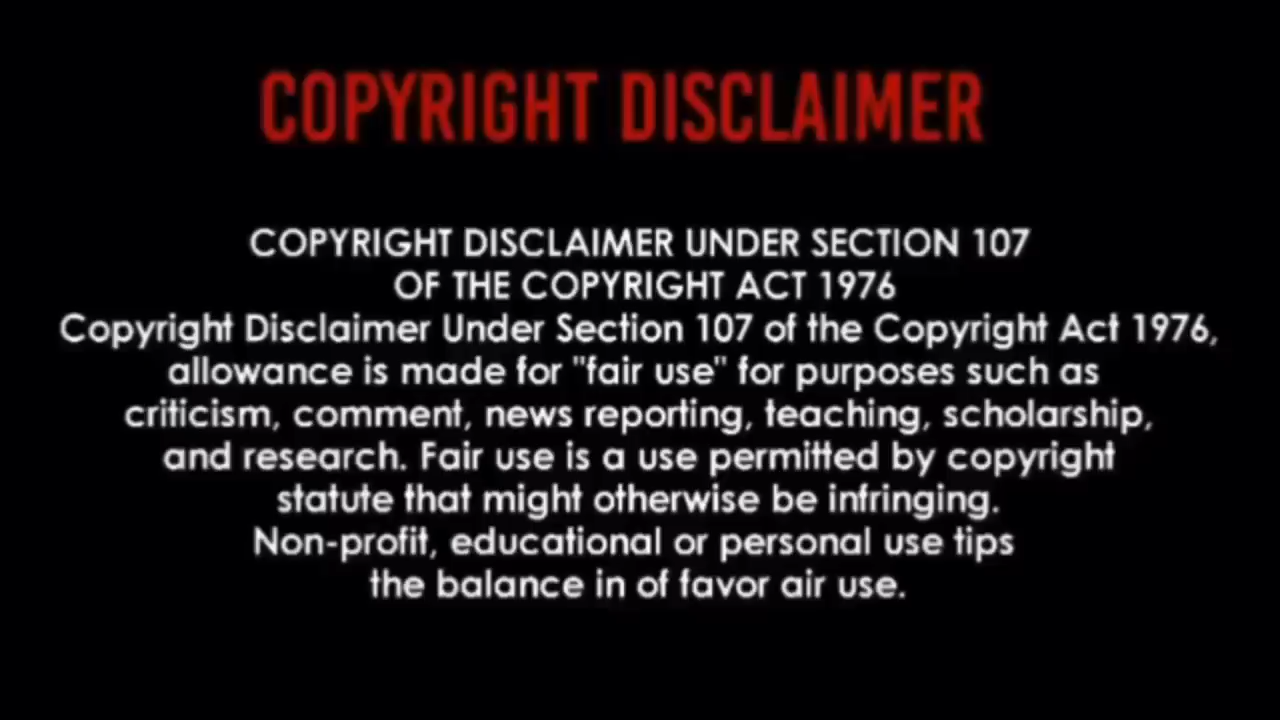 COPYRIGHT DISCLAIMER
COPYRIGHT DISCLAIMER UNDER SECTION 107
OF THE COPYRIGHT ACT 1976
Copyright Disclaimer Under Section 107 of the Copyright Act 1976,
allowance is made for "fair use" for purposes such as
criticism, comment, news reporting, teaching, scholarship,
and research. Fair use is a use permitted by copyright
statute that might otherwise be infringing.
Non-profit, educational or personal use tips
the balance in of favor air use.